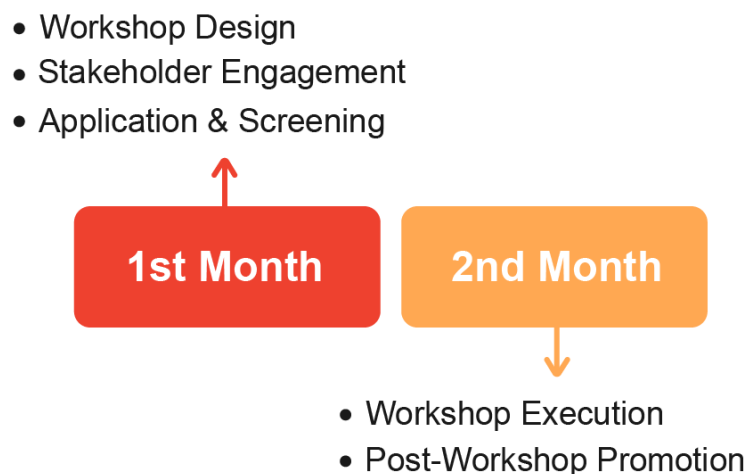 • Workshop Design
• Stakeholder Engagement
• Application & Screening
1st Month
2nd Month
• Workshop Execution
• Post-Workshop Promotion